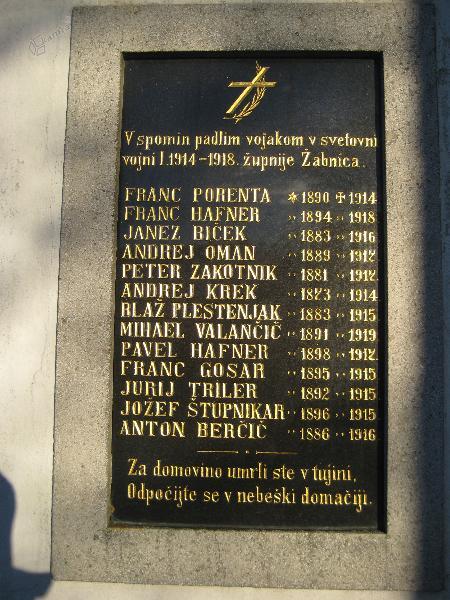 V spomin padlim vojakom v svetovni
vojni I.1914-1918. župnije Žabnica.
FRANC PORENTA * 1890 ✝ 1914
FRANC HAFNER ,, 1894 ,, 1918
JANEZ BIČEK ,, 1883 ,, 1916
ANDREJ OMAN ,, 1889 ,, 1917
PETER ZAKOTNIK ,, 1881 ,, 1917
ANDREJ KREK ,, 1873 ,, 1914
BLAŽ PLESTENJAK ,, 1883 ,, 1915
MIHAEL VALANČIČ ,, 1891 ,, 1919
PAVEL HAFNER ,, 1898 ,, 1917
FRANC GOSAR ,, 1895 ,, 1915
JURIJ TRILER ,, 1892 ,, 1915
JOŽEF ŠTUPNIKAR ,, 1896 ,, 1915
ANTON BERČIČ ,, 1886 ,, 1916
Za domovino umrli ste v tujini,
Odpočijte se v nebeški domačiji.